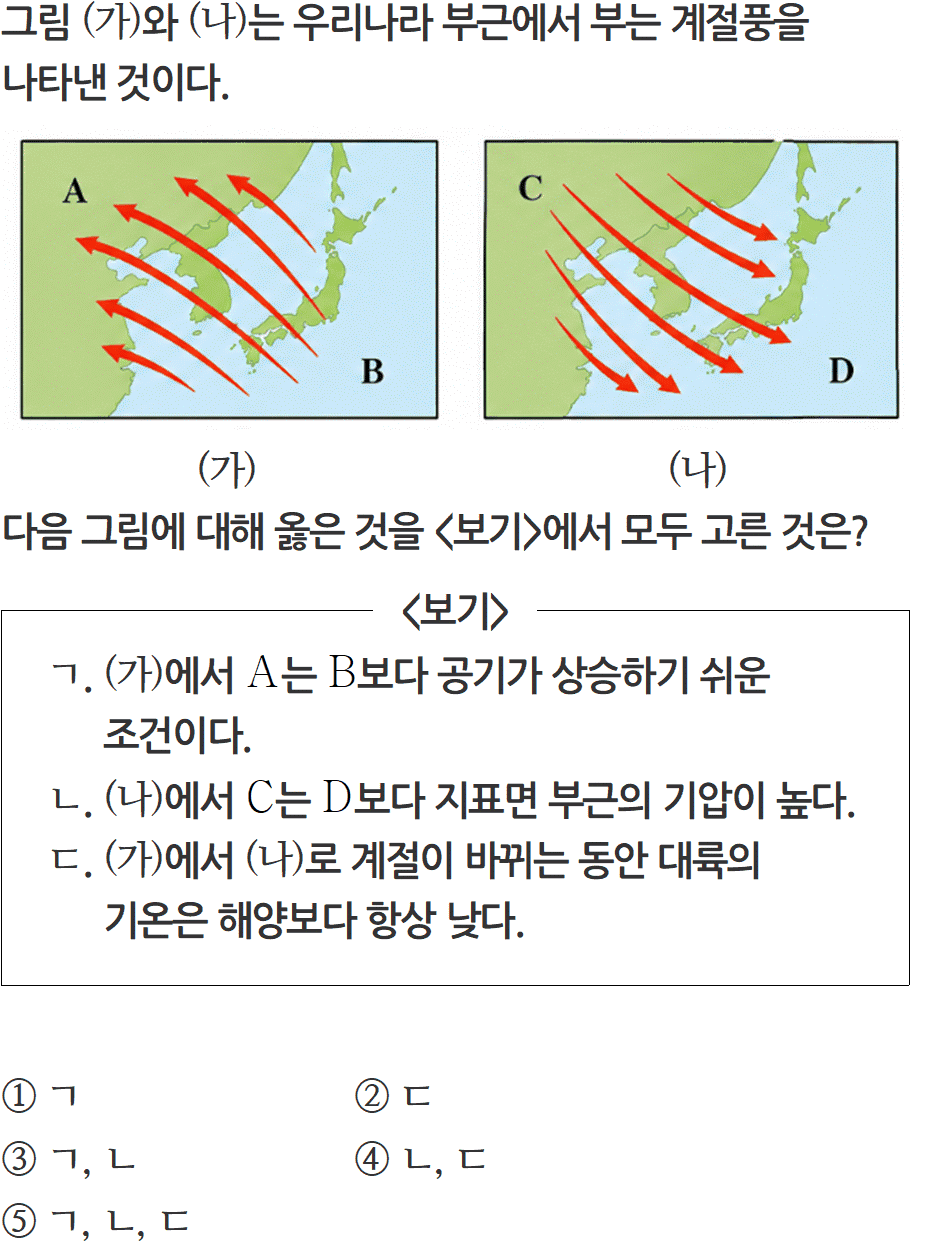 그림 (가)와 (나)는 우리나라 부근에서 부는 계절풍을
나타낸 것이다.
A
B
C
D
(가)
(나)
다음 그림에 대해 옳은 것을 <보기>에서 모두 고른 것은?
<보기>
ㄱ. (가)에서 A는 B보다 공기가 상승하기 쉬운
조건이다.
ㄴ. (나)에서 C는 D보다 지표면 부근의 기압이 높다.
ㄷ. (가)에서 (나)로 계절이 바뀌는 동안 대륙의
기온은 해양보다 항상 낮다.
① ㄱ ② ㄷ
③ ㄱ, ㄴ ④ ㄴ, ㄷ
⑤ ㄱ, ㄴ, ㄷ